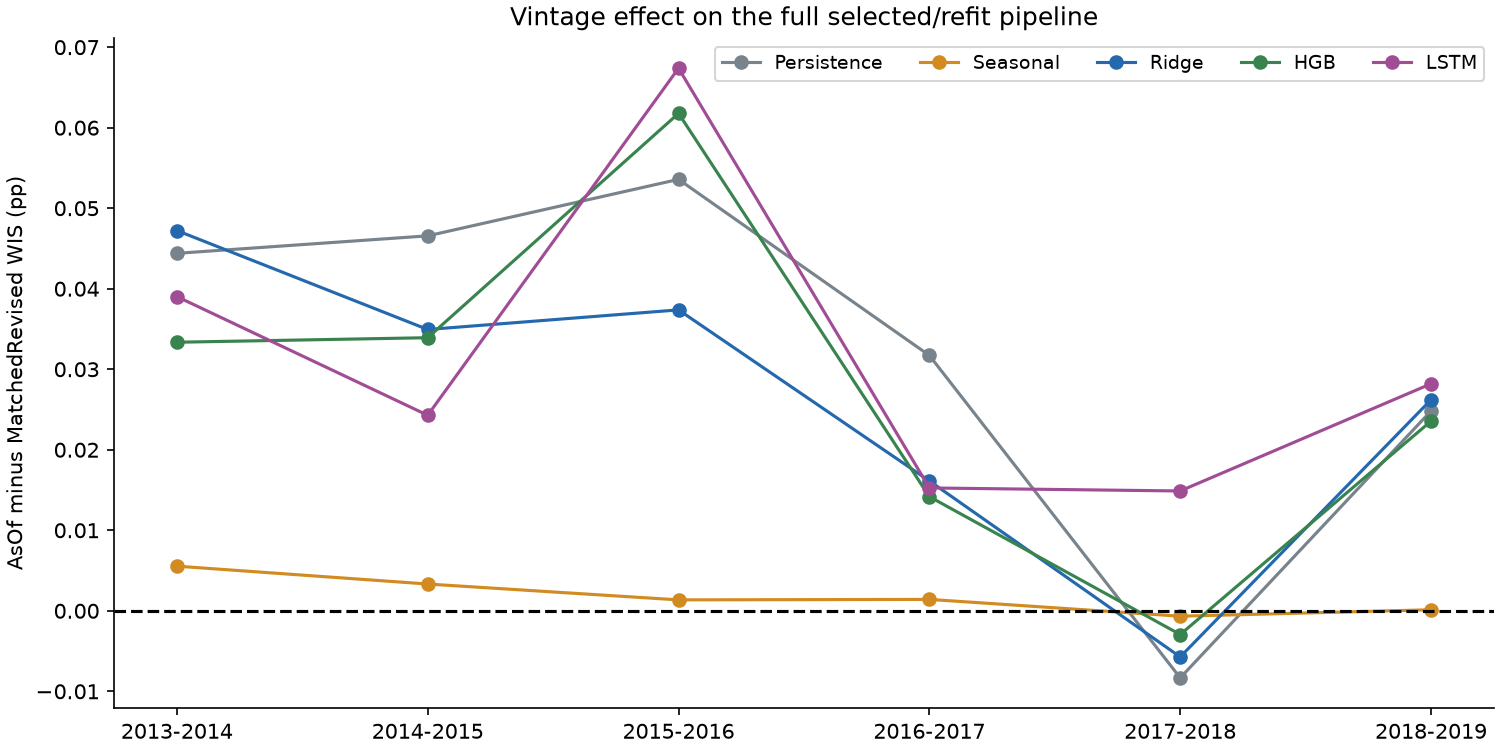 Vintage effect on the full selected/refit pipeline
Persistence Seasonal Ridge HGB LSTM
AsOf minus MatchedRevised WIS (pp)
0.07
0.06
0.05
0.04
0.03
0.02
0.01
0.00
−0.01
2013-2014 2014-2015 2015-2016 2016-2017 2017-2018 2018-2019